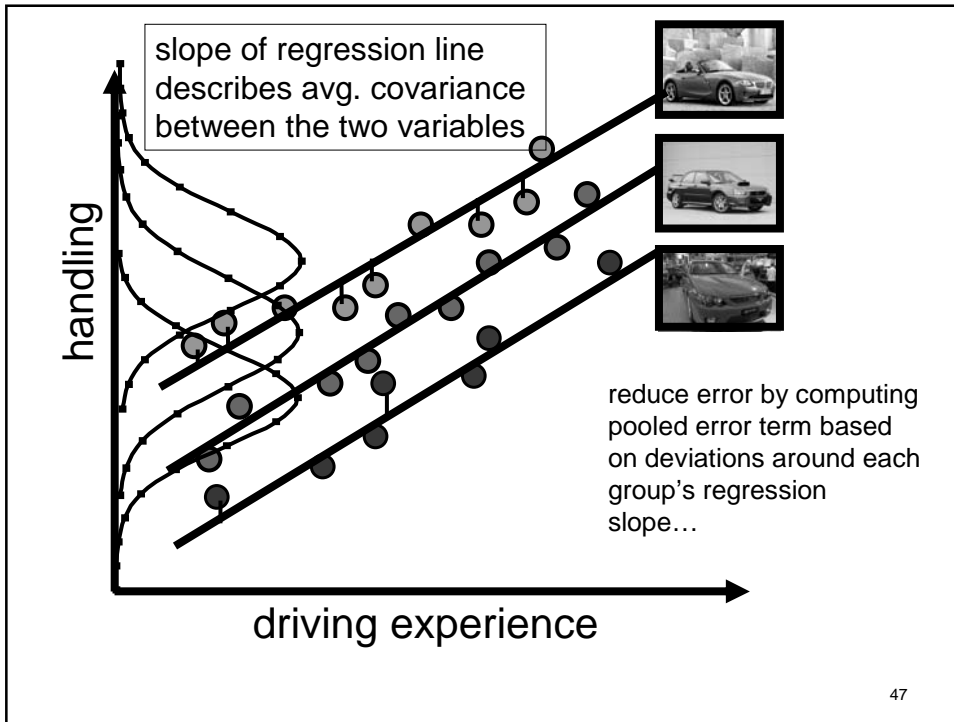 slope of regression line
describes avg. covariance
between the two variables
handling
reduce error by computing
pooled error term based
on deviations around each
group's regression
slope…
driving experience
47